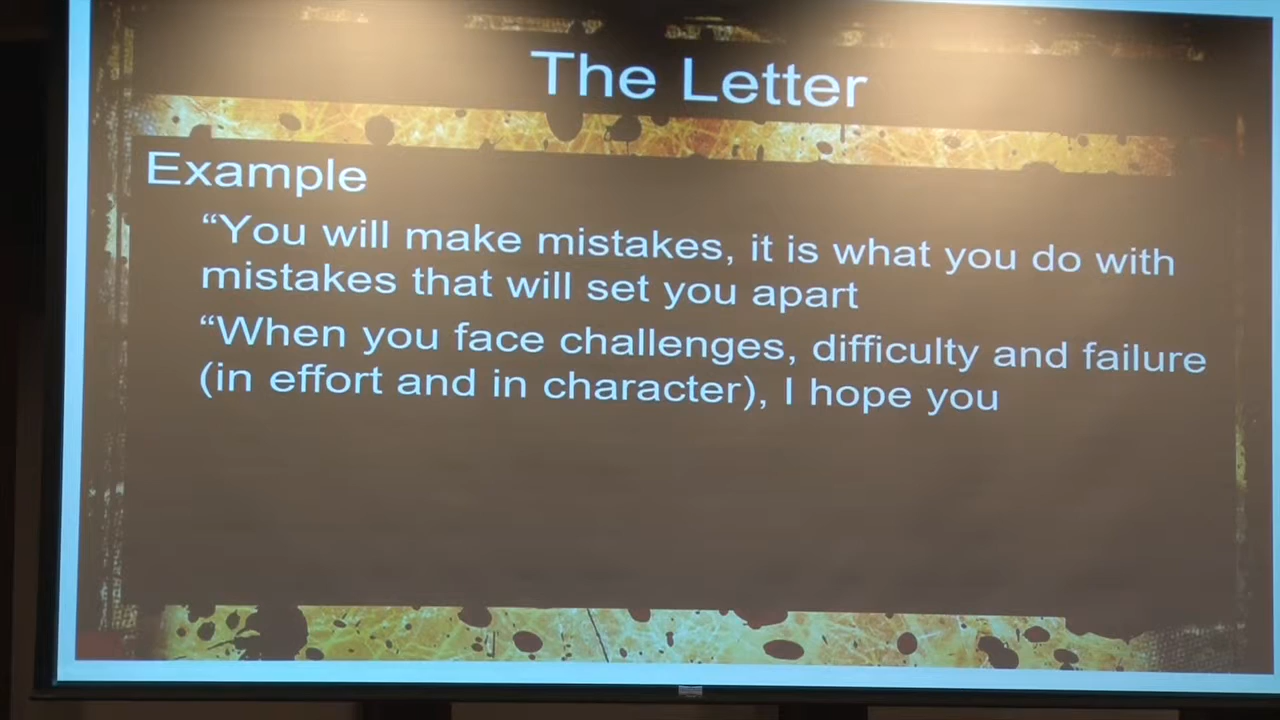 The Letter
Example
“You will make mistakes, it is what you do with
mistakes that will set you apart
“When you face challenges, difficulty and failure
(in effort and in character), I hope you